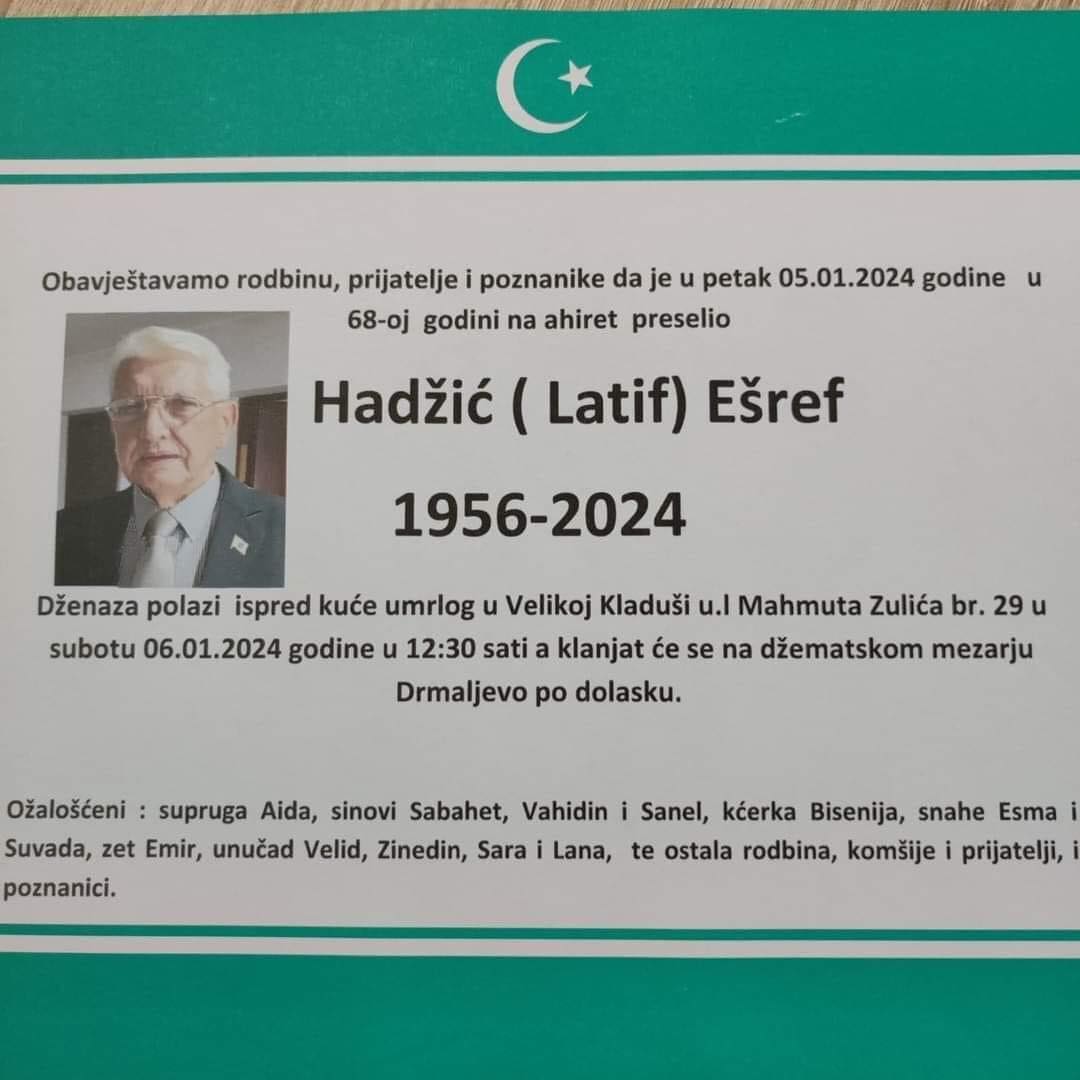 Obavještavamo rodbinu, prijatelje i poznanike da je u petak 05.01.2024 godine u
68-oj godini na ahiret preselio
Hadžić ( Latif) Ešref
1956-2024
Dženaza polazi ispred kuće umrlog u Velikoj Kladuši u.l Mahmuta Zulića br. 29 u
subotu 06.01.2024 godine u 12:30 sati a klanjat će se na džematskom mezarju
Drmaljevo po dolasku.
Ožalošćeni : supruga Aida, sinovi Sabahet, Vahidin i Sanel, kćerka Bisenija, snahe Esma i
Suvada, zet Emir, unučad Velid, Zinedin, Sara i Lana, te ostala rodbina, komšije i prijatelji, i
poznanici.